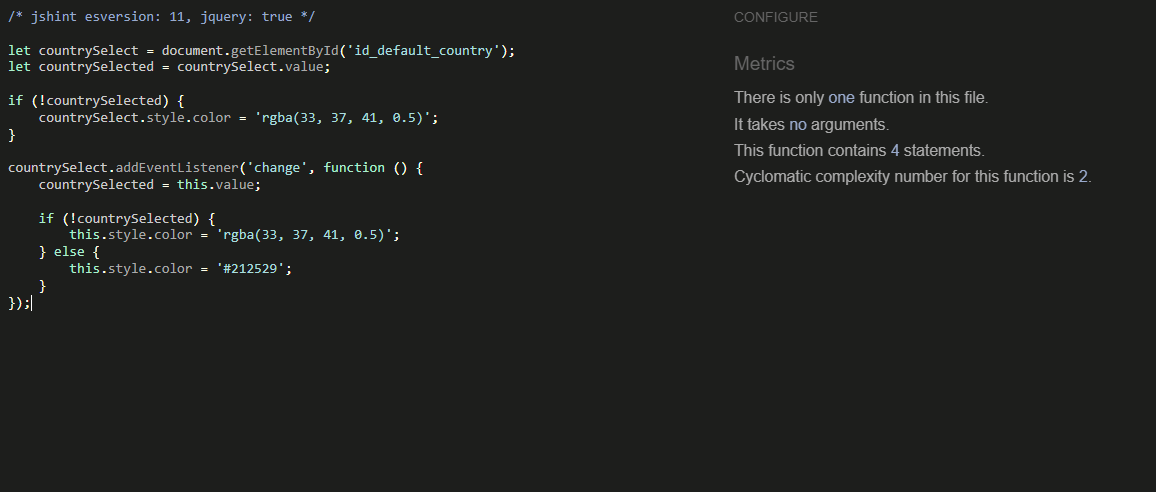 /* jshint esversion: 11, jquery: true */
let countrySelect = document.getElementById('id_default_country');
let countrySelected = countrySelect.value;
if (!countrySelected) {
    countrySelect.style.color = 'rgba(33, 37, 41, 0.5)';
}
countrySelect.addEventListener('change', function () {
    countrySelected = this.value;
    if (!countrySelected) {
        this.style.color = 'rgba(33, 37, 41, 0.5)';
    } else {
        this.style.color = '#212529';
    }
});
CONFIGURE
Metrics
There is only one function in this file.
It takes no arguments.
This function contains 4 statements.
Cyclomatic complexity number for this function is 2.